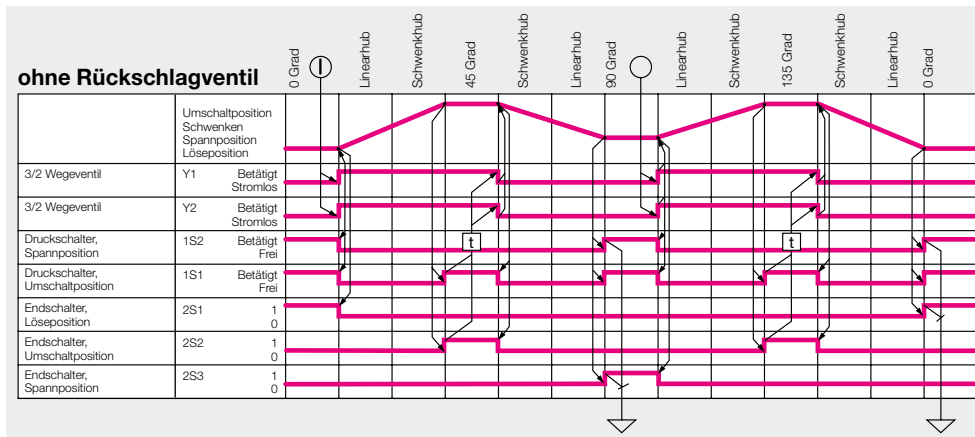 ohne Rückschlagventil
0 Grad
Linearhub
Schwenkhub
45 Grad
Schwenkhub
Linearhub
90 Grad
Linearhub
Schwenkhub
135 Grad
Schwenkhub
Linearhub
0 Grad
Umschaltposition
Schwenken
Spannposition
Löseposition
3/2 Wegeventil Y1 Betätigt
Stromlos
3/2 Wegeventil Y2 Betätigt
Stromlos
Druckschalter, 1S2 Betätigt
Spannposition Frei
t t
Druckschalter, 1S1 Betätigt
Umschaltposition Frei
Endschalter, 2S1 1
Löseposition 0
Endschalter, 2S2 1
Umschaltposition 0
Endschalter, 2S3 1
Spannposition 0